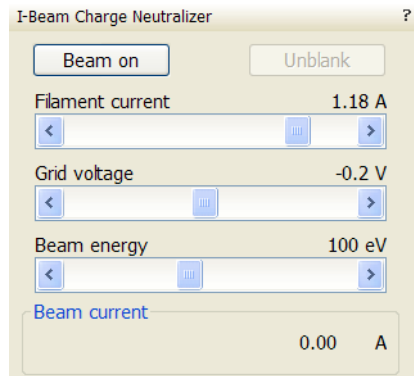 I-Beam Charge Neutralizer ?
Beam on Unblank
Filament current 1.18 A
Grid voltage -0.2 V
Beam energy 100 eV
Beam current
0.00 A